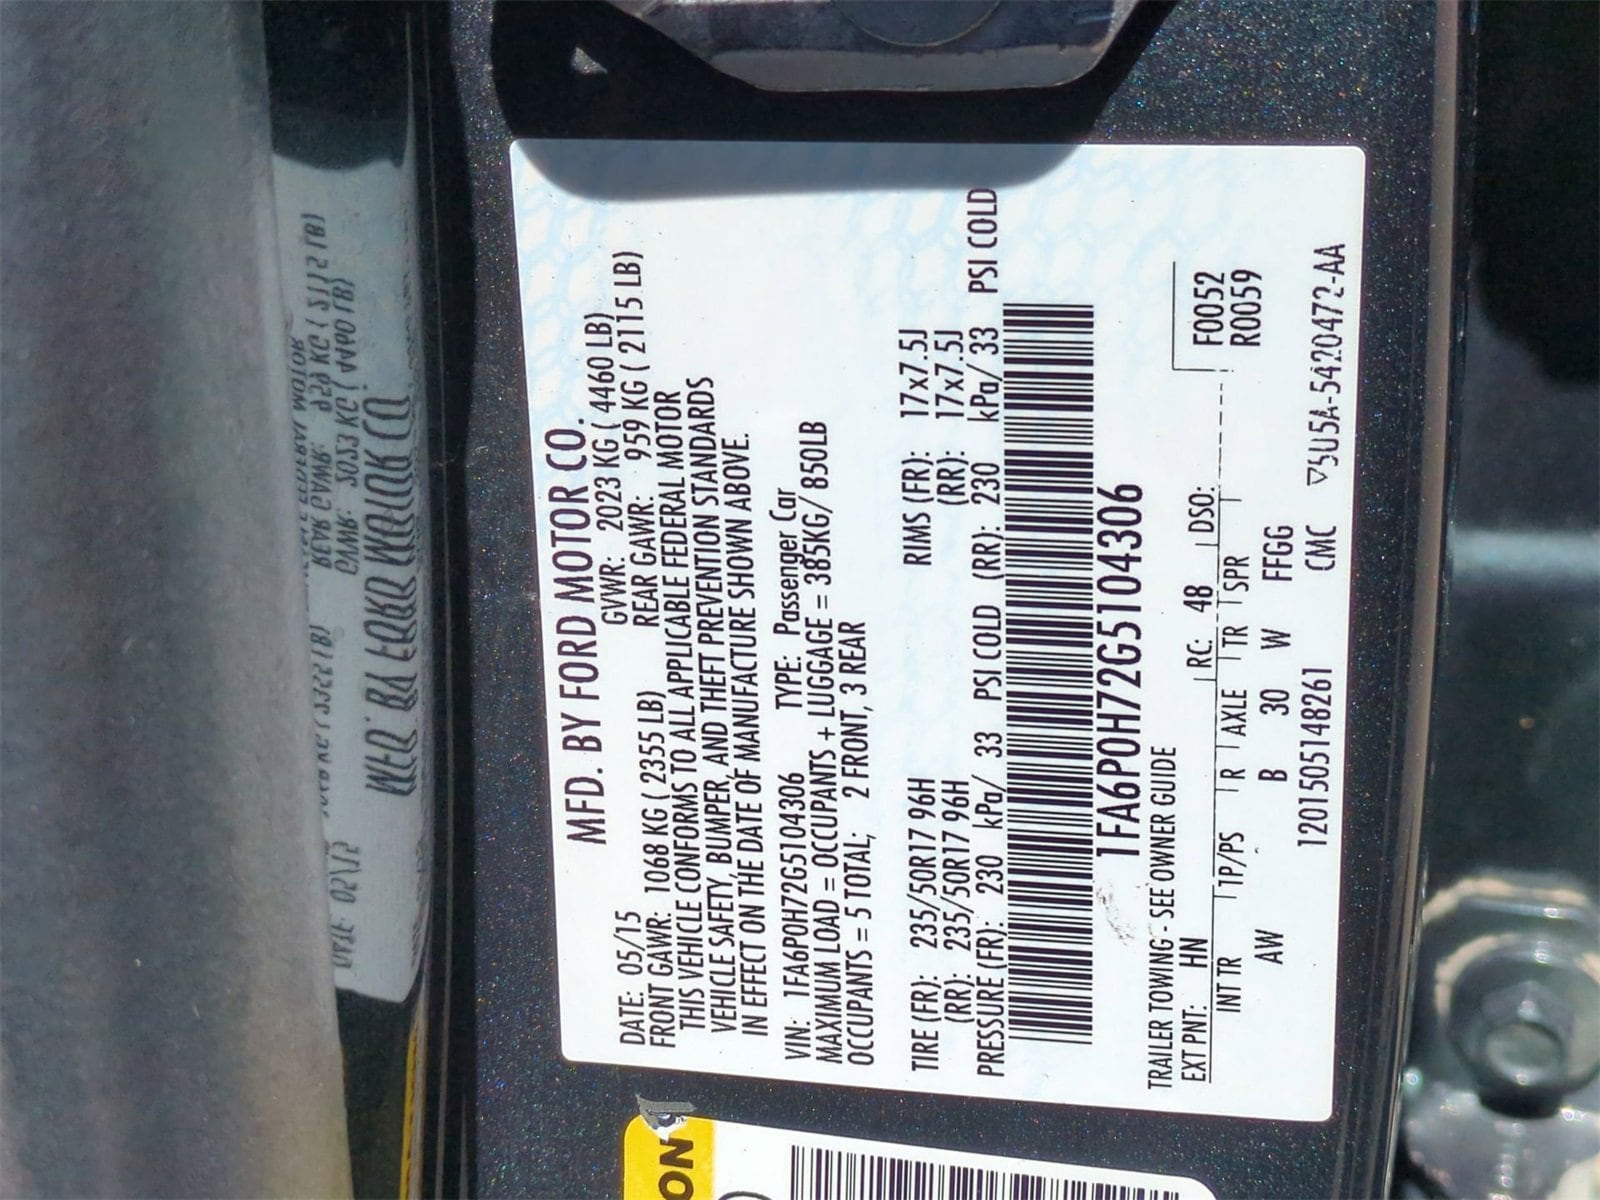 MFD. BY FORD MOTOR CO.
DATE: 05/15 GVWR: 2023 KG ( 4460 LB)
FRONT GAWR: 1068 KG ( 2355 LB) REAR GAWR: 959 KG ( 2115 LB)
THIS VEHICLE CONFORMS TO ALL APPLICABLE FEDERAL MOTOR
VEHICLE SAFETY, BUMPER, AND THEFT PREVENTION STANDARDS
IN EFFECT ON THE DATE OF MANUFACTURE SHOWN ABOVE.
VIN: 1FA6P0H72G5104306 TYPE: Passenger Car
MAXIMUM LOAD = OCCUPANTS + LUGGAGE = 385KG/ 850LB
OCCUPANTS = 5 TOTAL; 2 FRONT, 3 REAR
TIRE (FR): 235/50R17 96H RIMS (FR): 17x7.5J
(RR): 235/50R17 96H (RR): 17x7.5J
PRESSURE (FR): 230 kPa/ 33 PSI COLD (RR): 230 kPa/ 33 PSI COLD
1FA6P0H72G5104306
TRAILER TOWING - SEE OWNER GUIDE
EXT PNT: HN RC: 48 DSO: F0052
INT TR TP/PS R AXLE TR SPR R0059
AW B 30 W FFGG
1201505148261 CMC 3U5A-5420472-AA
ON